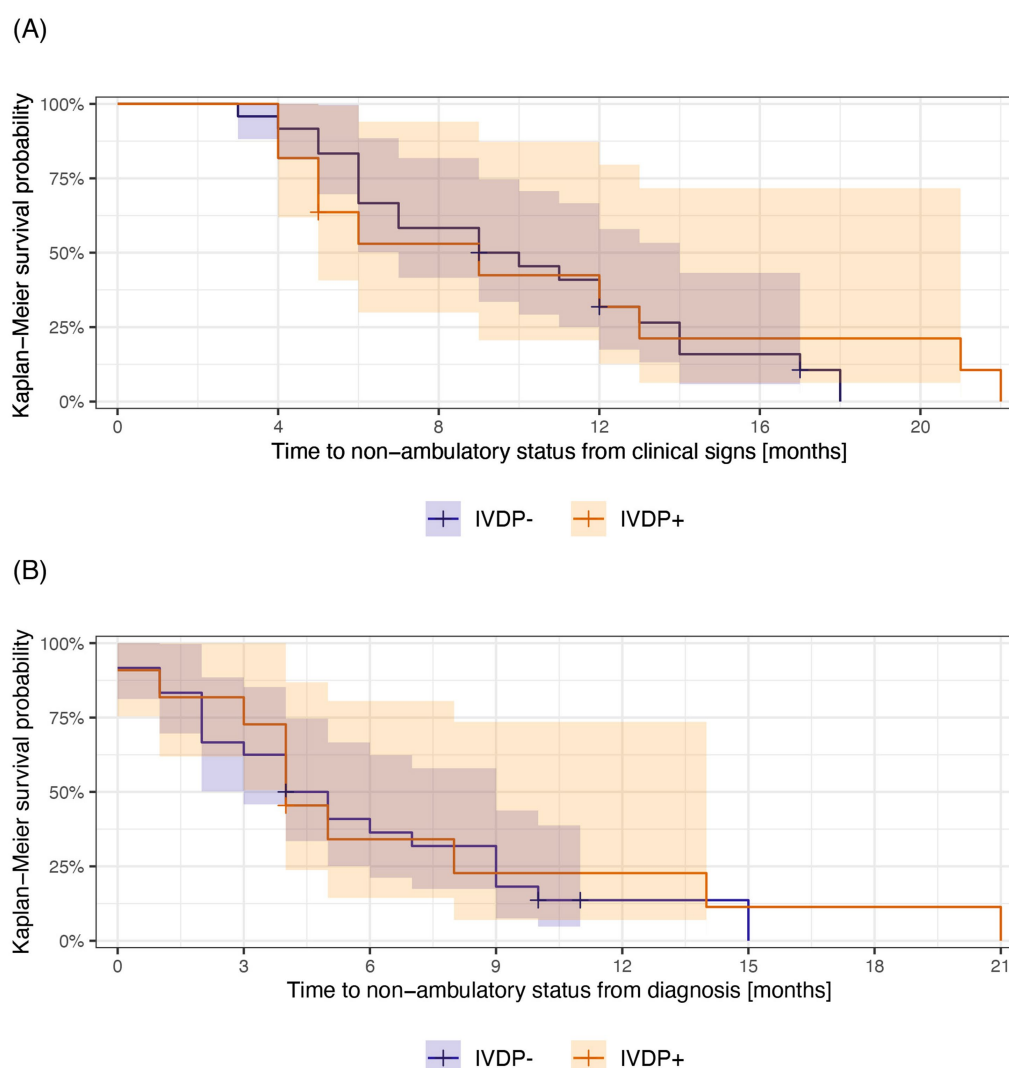 (A)
Kaplan−Meier survival probability
100%
75%
50%
25%
0%
0 4 8 12 16 20
Time to non−ambulatory status from clinical signs [months]
IVDP- IVDP+
(B)
Kaplan−Meier survival probability
100%
75%
50%
25%
0%
0 3 6 9 12 15 18 21
Time to non−ambulatory status from diagnosis [months]
IVDP- IVDP+